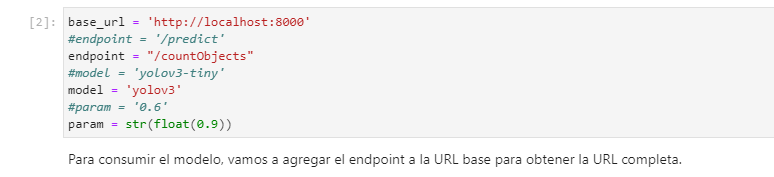 [2]: base_url = 'http://localhost:8000'
#endpoint = '/predict'
endpoint = "/countObjects"
#model = 'yolov3-tiny'
model = 'yolov3'
#param = '0.6'
param = str(float(0.9))
Para consumir el modelo, vamos a agregar el endpoint a la URL base para obtener la URL completa.